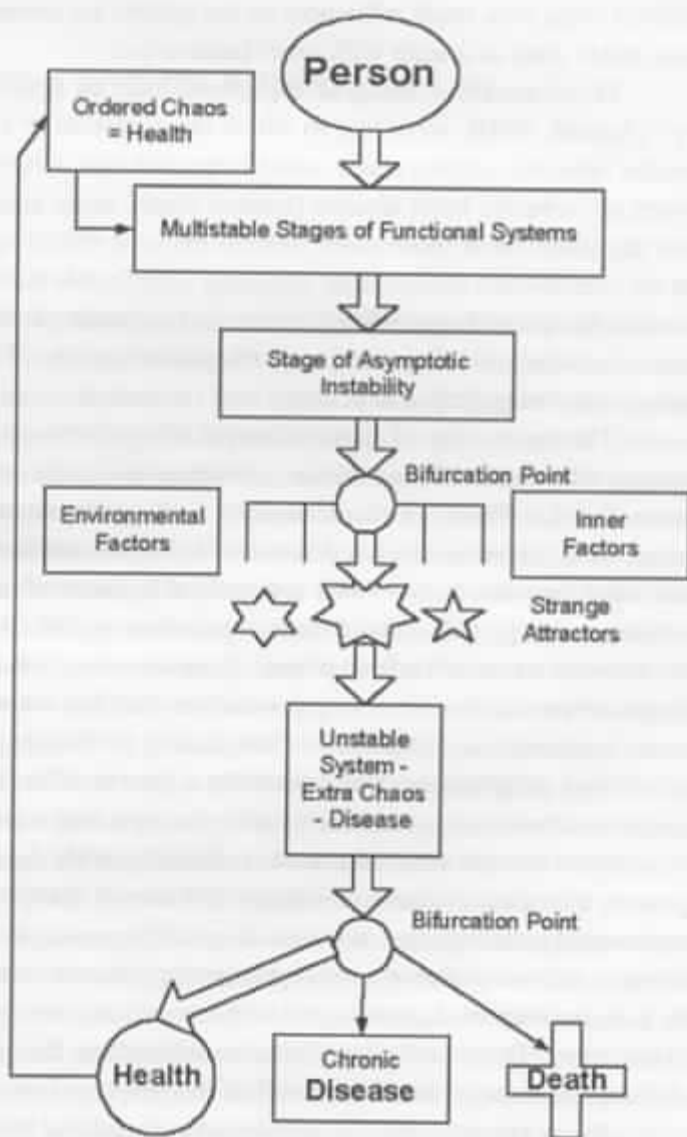 Person
Ordered Chaos
= Health
Multistable Stages of Functional Systems
Stage of Asymptotic
Instability
Bifurcation Point
Environmental
Factors
Inner
Factors
Strange
Attractors
Unstable
System -
Extra Chaos
- Disease
Bifurcation Point
Health
Chronic
Disease
Death